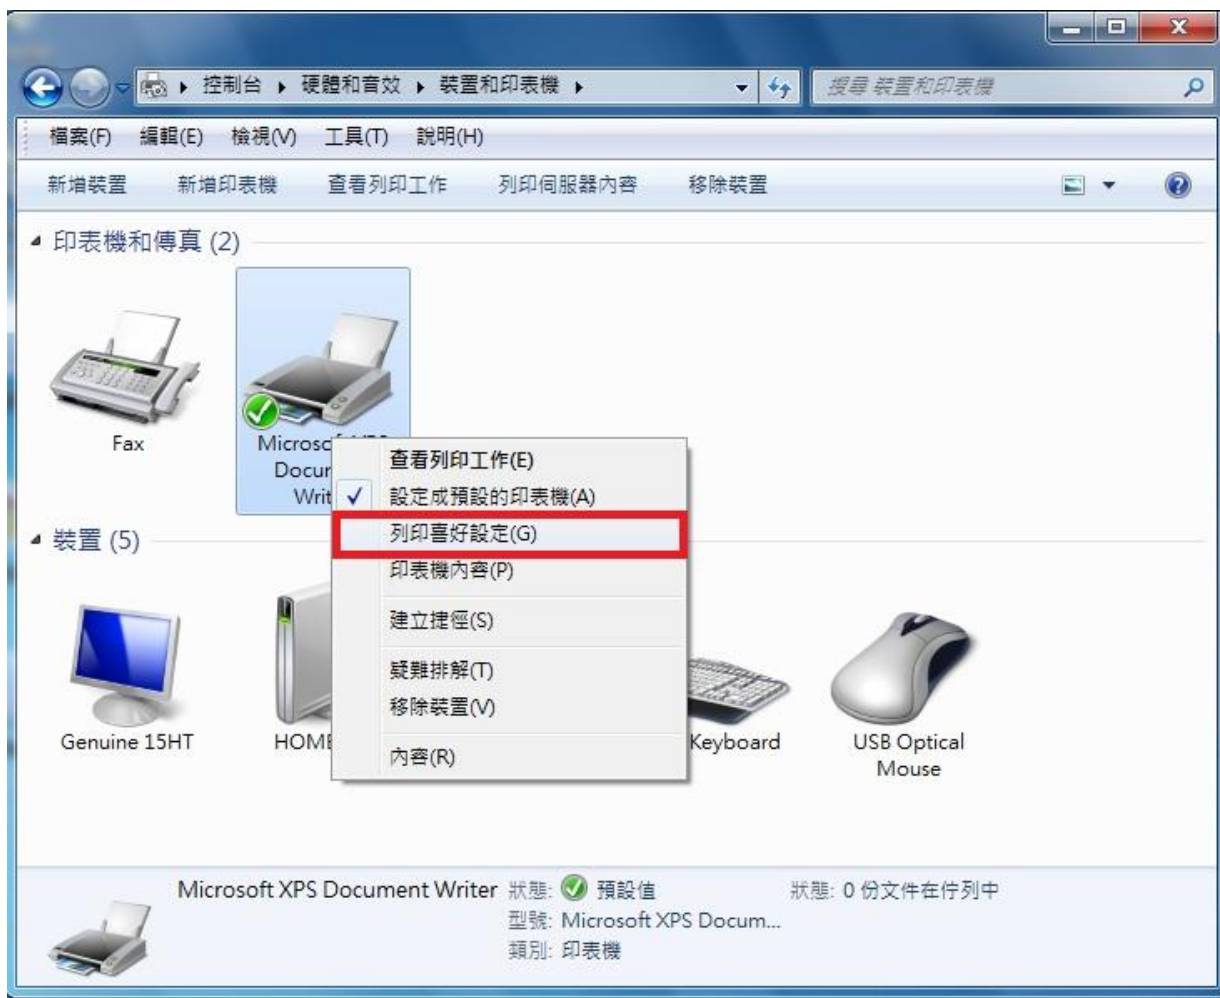 控制台 ▸ 硬體和音效 ▸ 裝置和印表機 ▸
搜尋 裝置和印表機
檔案(F) 編輯(E) 檢視(V) 工具(T) 說明(H)
新增裝置 新增印表機 查看列印工作 列印伺服器內容 移除裝置
印表機和傳真 (2)
Fax
Docu
查看列印工作(E)
設定成預設的印表機(A)
列印喜好設定(G)
印表機內容(P)
建立捷徑(S)
疑難排解(T)
移除裝置(V)
內容(R)
裝置 (5)
Genuine 15HT
HOME
Keyboard
USB Optical
Mouse
Microsoft XPS Document Writer 狀態: 預設值 狀態: 0 份文件在佇列中
型號: Microsoft XPS Docum...
類別: 印表機